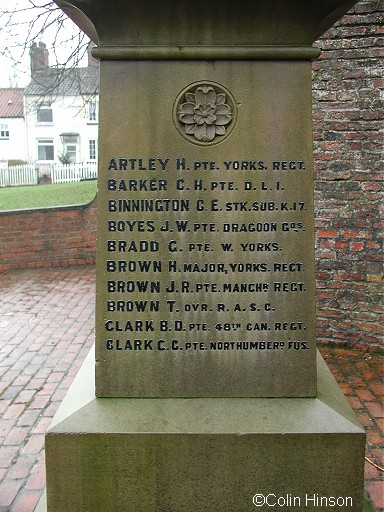 ARTLEY H. PTE. YORKS. REGT.
BARKER C.H. PTE. D.L.I.
BINNINGTON C.E. STK. SUB. K.17.
BOYES J.W. PTE. DRAGOON GDS.
BRADD G. PTE. W. YORKS.
BROWN H. MAJOR, YORKS. REGT.
BROWN J.R. PTE. MANCHR. REGT.
BROWN T. DVR. R.A.S.C.
CLARK B.D. PTE. 48TH CAN. REGT.
CLARK C.G. PTE. NORTHUMBERD. FUS.
©Colin Hinson